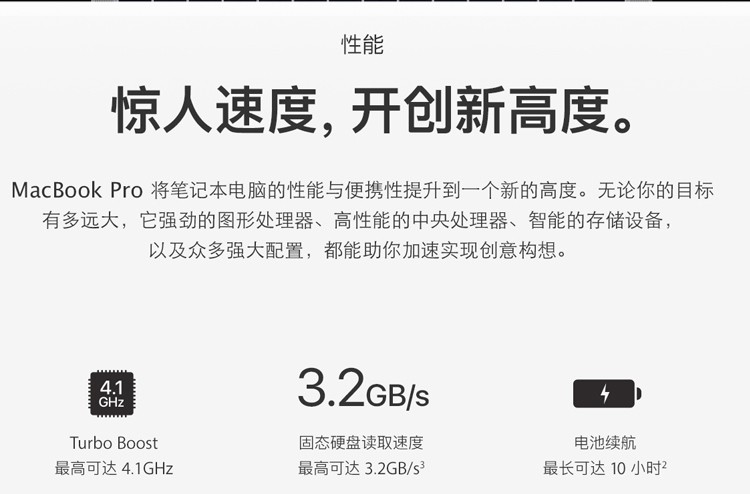 性能
惊人速度，开创新高度。
MacBook Pro 将笔记本电脑的性能与便携性提升到一个新的高度。无论你的目标
有多远大，它强劲的图形处理器、高性能的中央处理器、智能的存储设备，
以及众多强大配置，都能助你加速实现创意构想。
4.1
GHz
3.2GB/s
Turbo Boost
最高可达 4.1GHz
固态硬盘读取速度
最高可达 3.2GB/s³
电池续航
最长可达 10 小时²